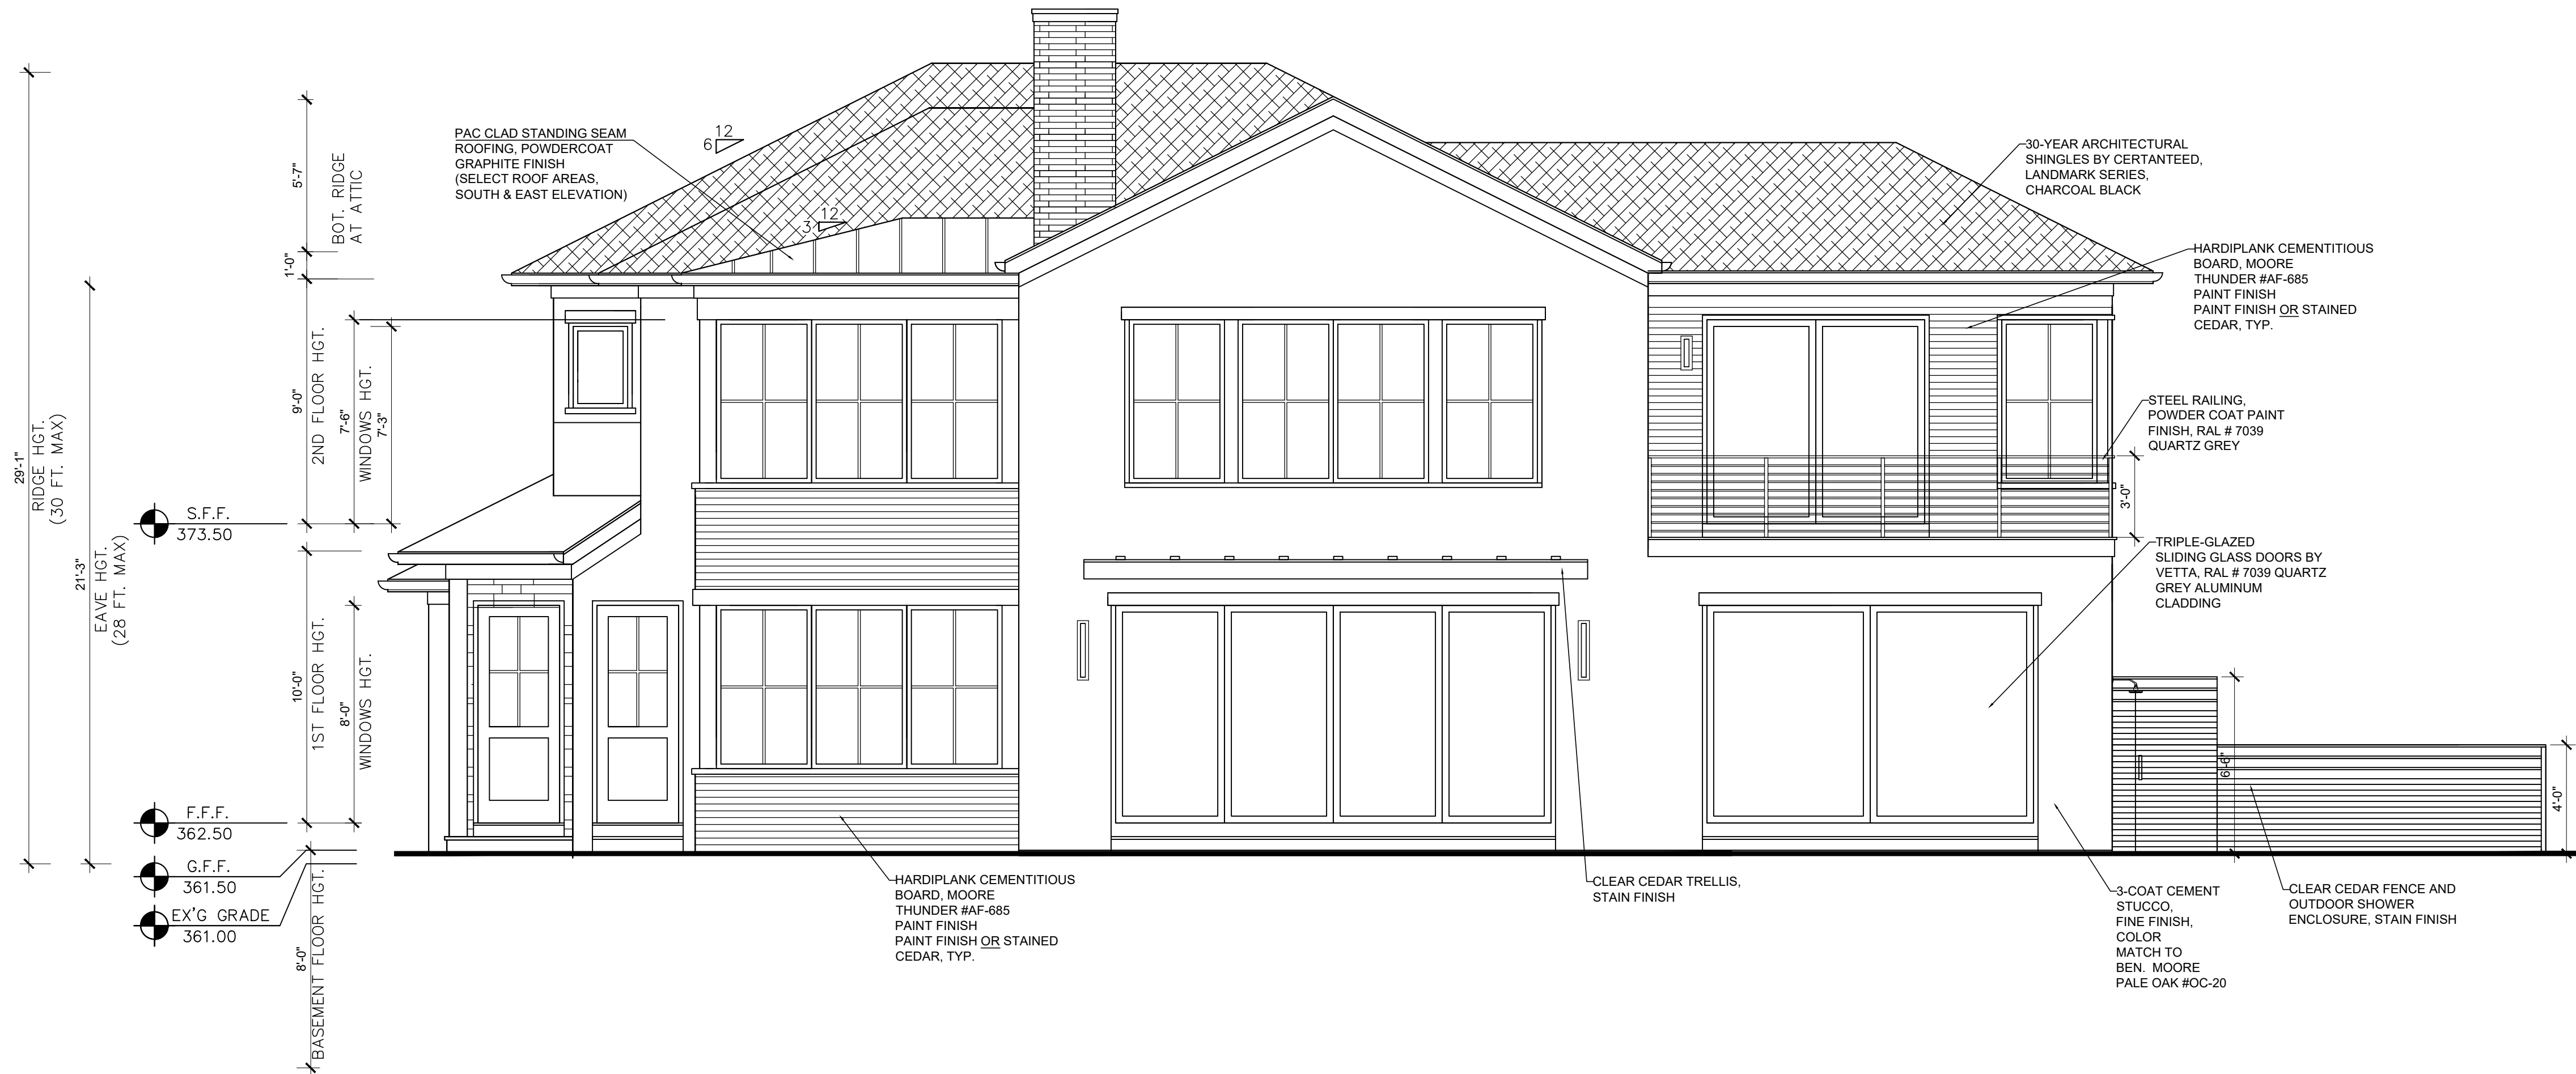 29'-1"
RIDGE HGT.
(30 FT. MAX)
21'-3"
EAVE HGT.
(28 FT. MAX)
S.F.F.
373.50
F.F.F.
362.50
G.F.F.
361.50
EX'G GRADE
361.00
5'-7"
BOT. RIDGE
AT ATTIC
1'-0"
9'-0"
2ND FLOOR HGT.
7'-6"
WINDOWS HGT.
7'-3"
10'-0"
1ST FLOOR HGT.
8'-0"
WINDOWS HGT.
8'-0"
BASEMENT FLOOR HGT.
PAC CLAD STANDING SEAM
ROOFING, POWDERCOAT
GRAPHITE FINISH
(SELECT ROOF AREAS,
SOUTH & EAST ELEVATION)
12
6
12
3
30-YEAR ARCHITECTURAL
SHINGLES BY CERTANTEED,
LANDMARK SERIES,
CHARCOAL BLACK
HARDIPLANK CEMENTITIOUS
BOARD, MOORE
THUNDER #AF-685
PAINT FINISH
PAINT FINISH OR STAINED
CEDAR, TYP.
STEEL RAILING,
POWDER COAT PAINT
FINISH, RAL # 7039
QUARTZ GREY
3'-0"
TRIPLE-GLAZED
SLIDING GLASS DOORS BY
VETTA, RAL # 7039 QUARTZ
GREY ALUMINUM
CLADDING
6'-6"
4'-0"
HARDIPLANK CEMENTITIOUS
BOARD, MOORE
THUNDER #AF-685
PAINT FINISH
PAINT FINISH OR STAINED
CEDAR, TYP.
CLEAR CEDAR TRELLIS,
STAIN FINISH
3-COAT CEMENT
STUCCO,
FINE FINISH,
COLOR
MATCH TO
BEN. MOORE
PALE OAK #OC-20
CLEAR CEDAR FENCE AND
OUTDOOR SHOWER
ENCLOSURE, STAIN FINISH